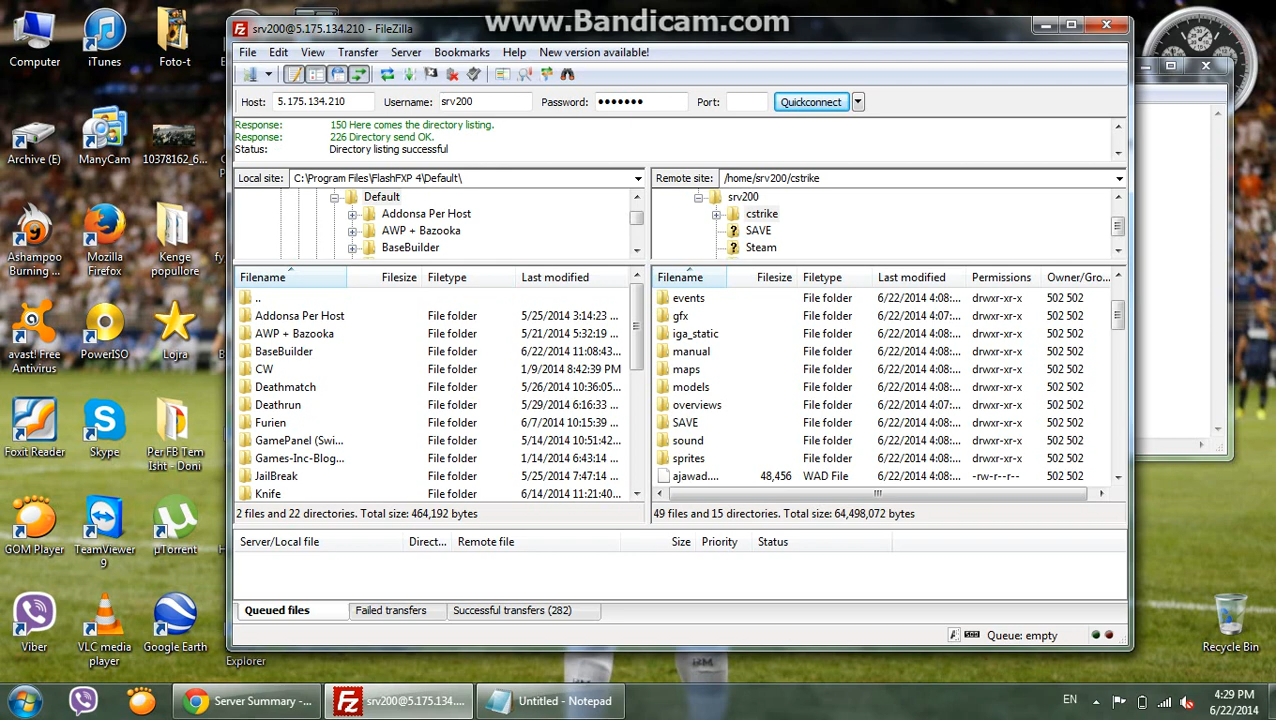 www.Bandicam.com
srv200@5.175.134.210 - FileZilla
File Edit View Transfer Server Bookmarks Help New version available!
Host: 5.175.134.210 Username: srv200 Password: ••••••• Port: Quickconnect
Response: 150 Here comes the directory listing.
Response: 226 Directory send OK.
Status: Directory listing successful
Local site: C:\Program Files\FlashFXP 4\Default\
Default
Addonsa Per Host
AWP + Bazooka
BaseBuilder
Remote site: /home/srv200/cstrike
srv200
cstrike
SAVE
Steam
Filename Filesize Filetype Last modified
..
Addonsa Per Host File folder 5/25/2014 3:14:23 ...
AWP + Bazooka File folder 5/21/2014 5:32:19 ...
BaseBuilder File folder 6/22/2014 11:08:43...
CW File folder 1/9/2014 8:42:39 PM
Deathmatch File folder 5/26/2014 10:36:05...
Deathrun File folder 5/29/2014 6:16:33 ...
Furien File folder 6/7/2014 10:15:39 ...
GamePanel (Swi... File folder 5/14/2014 10:51:42...
Games-Inc-Blog... File folder 1/14/2014 6:43:14 ...
JailBreak File folder 5/25/2014 7:47:14 ...
Knife File folder 6/14/2014 11:21:40...
2 files and 22 directories. Total size: 464,192 bytes
Filename Filesize Filetype Last modified Permissions Owner/Gro...
events File folder 6/22/2014 4:08:... drwxr-xr-x 502 502
gfx File folder 6/22/2014 4:07:... drwxr-xr-x 502 502
iga_static File folder 6/22/2014 4:08:... drwxr-xr-x 502 502
manual File folder 6/22/2014 4:08:... drwxr-xr-x 502 502
maps File folder 6/22/2014 4:08:... drwxr-xr-x 502 502
models File folder 6/22/2014 4:08:... drwxr-xr-x 502 502
overviews File folder 6/22/2014 4:07:... drwxr-xr-x 502 502
SAVE File folder 6/22/2014 4:08:... drwxr-xr-x 502 502
sound File folder 6/22/2014 4:08:... drwxr-xr-x 502 502
sprites File folder 6/22/2014 4:08:... drwxr-xr-x 502 502
ajawad.... 48,456 WAD File 6/22/2014 4:08:... -rw-r--r-- 502 502
49 files and 15 directories. Total size: 64,498,072 bytes
Server/Local file Direct... Remote file Size Priority Status
Queued files Failed transfers Successful transfers (282)
Queue: empty
Computer
iTunes
Foto-t
Archive (E)
ManyCam
10378162_6...
Ashampoo
Burning ...
Mozilla
Firefox
Kenge
popullore
avast! Free
Antivirus
PowerISO
Lojra
Foxit Reader
Skype
Per FB Tem
Isht - Doni
GOM Player
TeamViewer
9
µTorrent
Viber
VLC media
player
Google Earth
Explorer
Recycle Bin
Server Summary -...
srv200@5.175.134....
Untitled - Notepad
EN
4:29 PM
6/22/2014